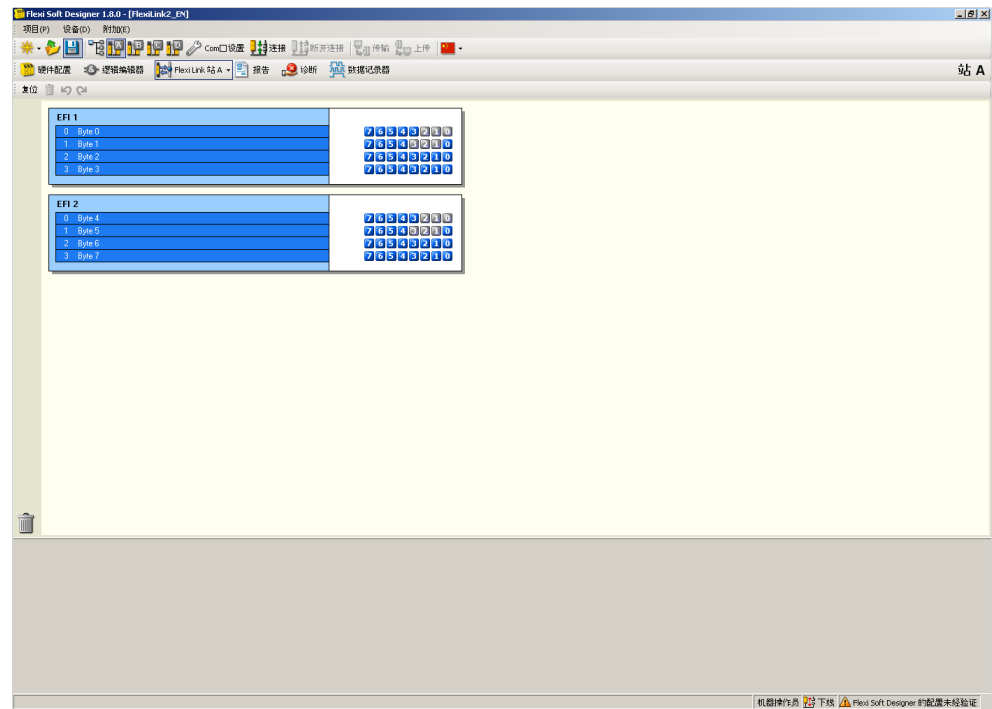 Flexi Soft Designer 1.8.0 - [FlexiLink2_EN]
项目(P) 设备(D) 附加(E)
A B C D Com口设置 连接 断开连接 传输 上传
硬件配置 逻辑编辑器 Flexi Link 站 A 报告 诊断 数据记录器 站 A
复位
EFI 1
0 Byte 0 7 6 5 4 3 2 1 0
1 Byte 1 7 6 5 4 3 2 1 0
2 Byte 2 7 6 5 4 3 2 1 0
3 Byte 3 7 6 5 4 3 2 1 0
EFI 2
0 Byte 4 7 6 5 4 3 2 1 0
1 Byte 5 7 6 5 4 3 2 1 0
2 Byte 6 7 6 5 4 3 2 1 0
3 Byte 7 7 6 5 4 3 2 1 0
机器操作员 下线 Flexi Soft Designer 的配置未经验证